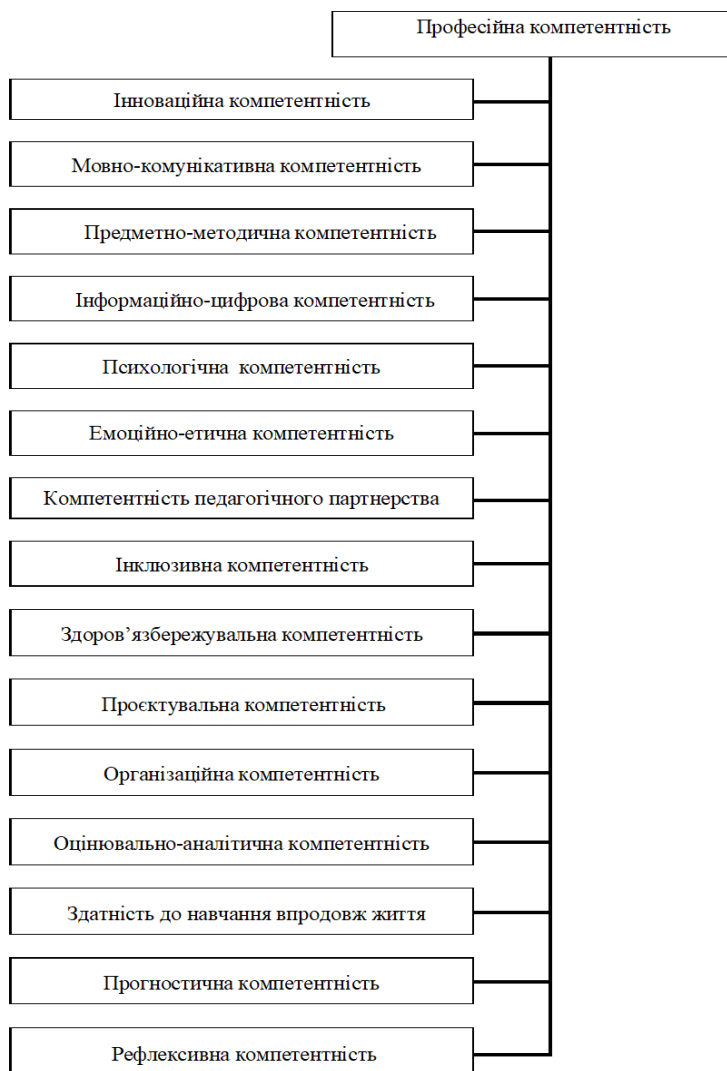 Професійна компетентність
Інноваційна компетентність
Мовно-комунікативна компетентність
Предметно-методична компетентність
Інформаційно-цифрова компетентність
Психологічна компетентність
Емоційно-етична компетентність
Компетентність педагогічного партнерства
Інклюзивна компетентність
Здоров’язбережувальна компетентність
Проєктувальна компетентність
Організаційна компетентність
Оцінювально-аналітична компетентність
Здатність до навчання впродовж життя
Прогностична компетентність
Рефлексивна компетентність